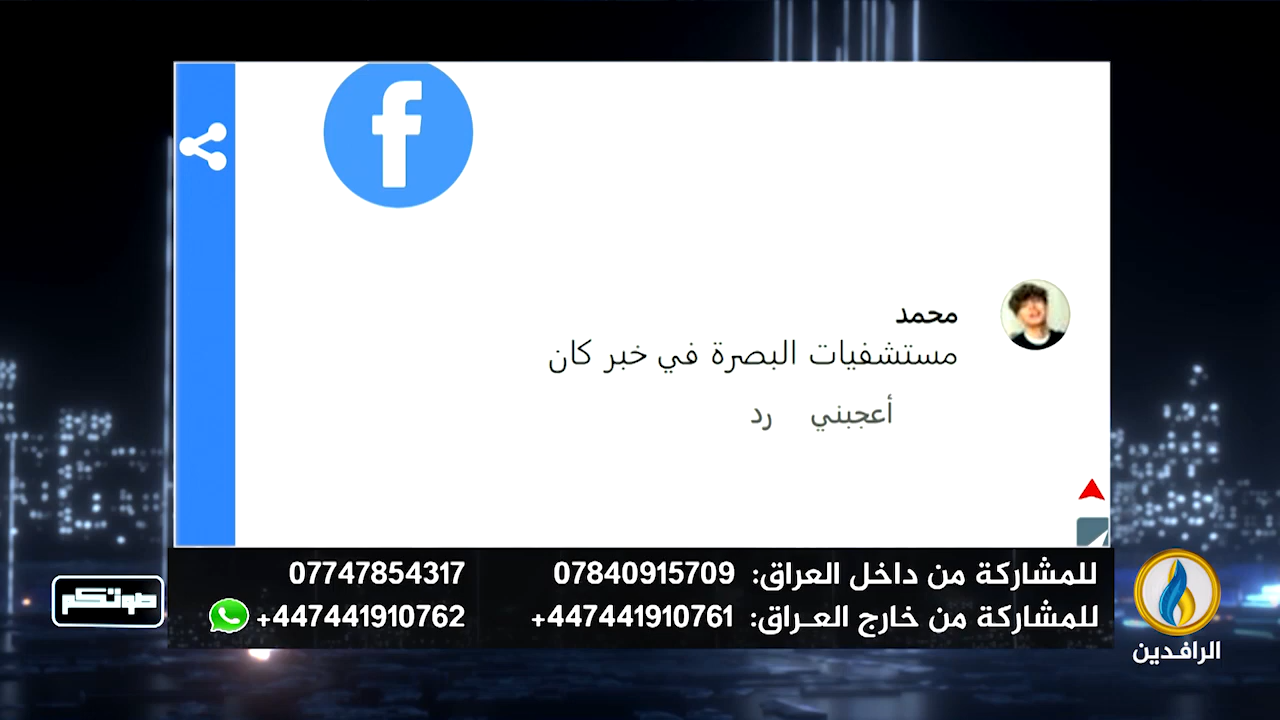 f
محمد
مستشفيات البصرة في خبر كان
أعجبني رد
للمشاركة من داخل العراق: 07840915709 07747854317
للمشاركة من خارج العـراق: 447441910761+ 447441910762+
صوتكم
الرافدين